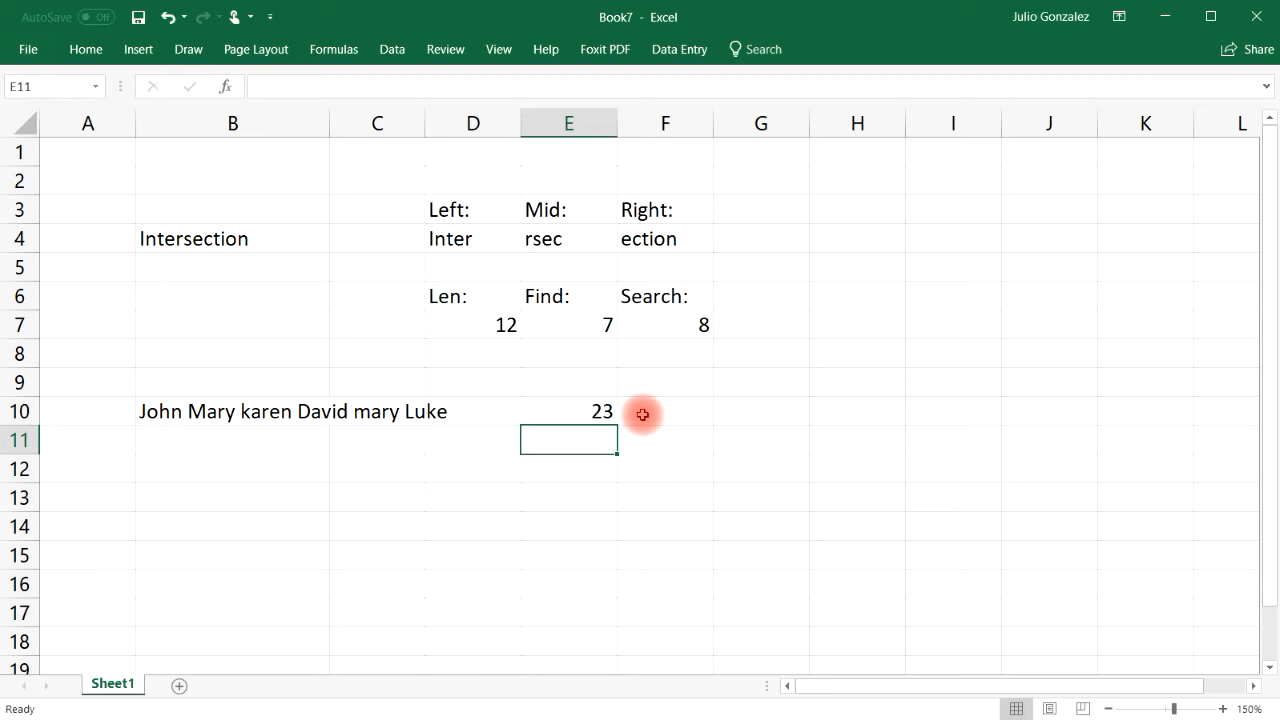 AutoSave Off Book7 - Excel Julio Gonzalez
File Home Insert Draw Page Layout Formulas Data Review View Help Foxit PDF Data Entry Search Share
E11 fx
A B C D E F G H I J K L
1
2
3 Left: Mid: Right:
4 Intersection Inter rsec ection
5
6 Len: Find: Search:
7 12 7 8
8
9
10 John Mary karen David mary Luke 23
11
12
13
14
15
16
17
18
19
Sheet1
Ready 150%